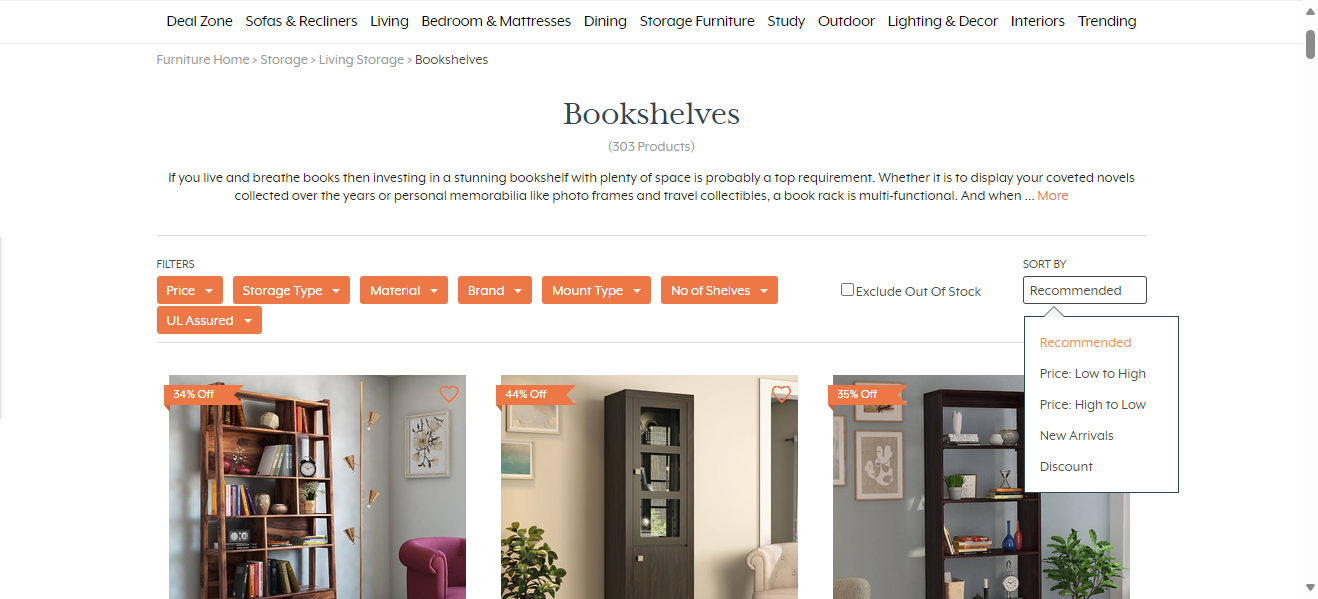 Deal Zone Sofas & Recliners Living Bedroom & Mattresses Dining Storage Furniture Study Outdoor Lighting & Decor Interiors Trending
Furniture Home > Storage > Living Storage > Bookshelves
Bookshelves
(303 Products)
If you live and breathe books then investing in a stunning bookshelf with plenty of space is probably a top requirement. Whether it is to display your coveted novels
collected over the years or personal memorabilia like photo frames and travel collectibles, a book rack is multi-functional. And when ... More
FILTERS
Price Storage Type Material Brand Mount Type No of Shelves
UL Assured
Exclude Out Of Stock
SORT BY
Recommended
Recommended
Price: Low to High
Price: High to Low
New Arrivals
Discount
34% Off
44% Off
35% Off